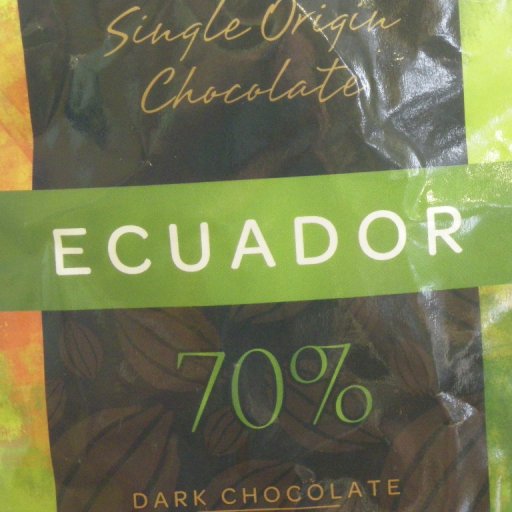 Single Origin
Chocolate
ECUADOR
70%
DARK CHOCOLATE